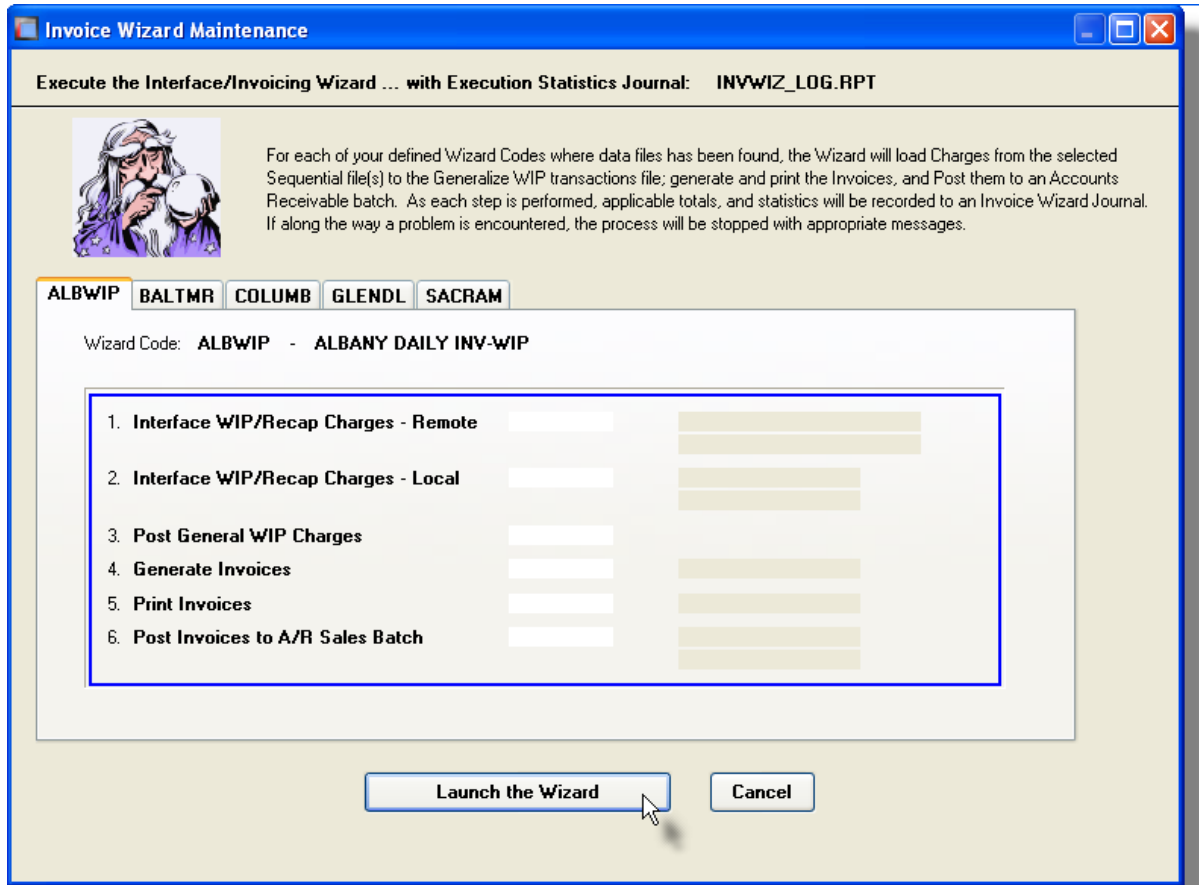 Invoice Wizard Maintenance
Execute the Interface/Invoicing Wizard ... with Execution Statistics Journal: INVWIZ_LOG.RPT
For each of your defined Wizard Codes where data files has been found, the Wizard will load Charges from the selected
Sequential file(s) to the Generalize WIP transactions file; generate and print the Invoices, and Post them to an Accounts
Receivable batch. As each step is performed, applicable totals, and statistics will be recorded to an Invoice Wizard Journal.
If along the way a problem is encountered, the process will be stopped with appropriate messages.
ALBWIP BALTMR COLUMB GLENDL SACRAM
Wizard Code: ALBWIP - ALBANY DAILY INV-WIP
1. Interface WIP/Recap Charges - Remote
2. Interface WIP/Recap Charges - Local
3. Post General WIP Charges
4. Generate Invoices
5. Print Invoices
6. Post Invoices to A/R Sales Batch
Launch the Wizard Cancel